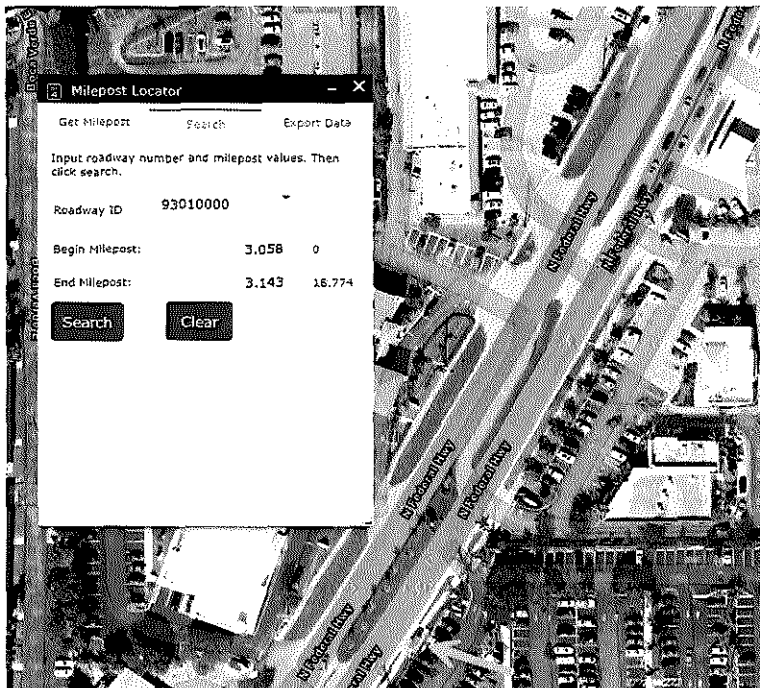 Milepost Locator
Get Milepost Search Export Data
Input roadway number and milepost values. Then
click search.
Roadway ID 93010000
Begin Milepost: 3.058 0
End Milepost: 3.143 16.774
Search Clear
N Federal Hwy
N Federal Hwy
N Federal Hwy
N Federal Hwy
N Federal Hwy
N Federal Hwy